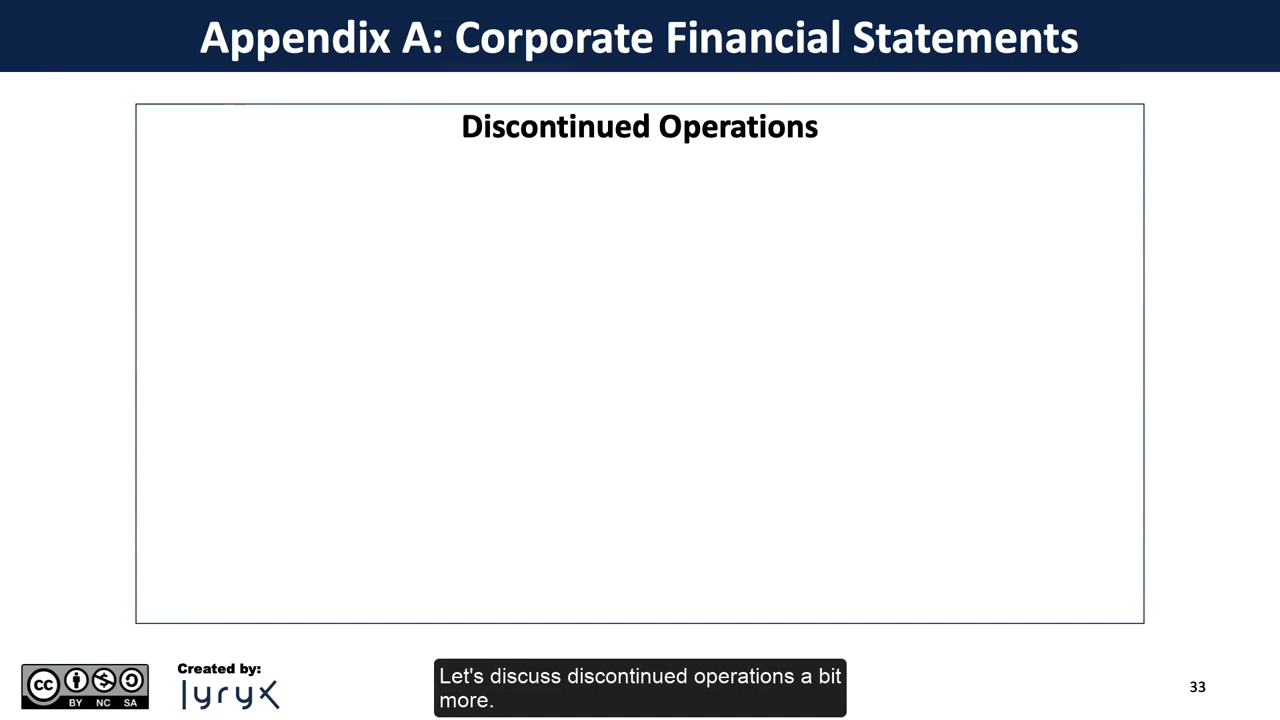 Appendix A: Corporate Financial Statements
Discontinued Operations
cc
BY NC SA
Created by:
lyryx
Let's discuss discontinued operations a bit
more.
33